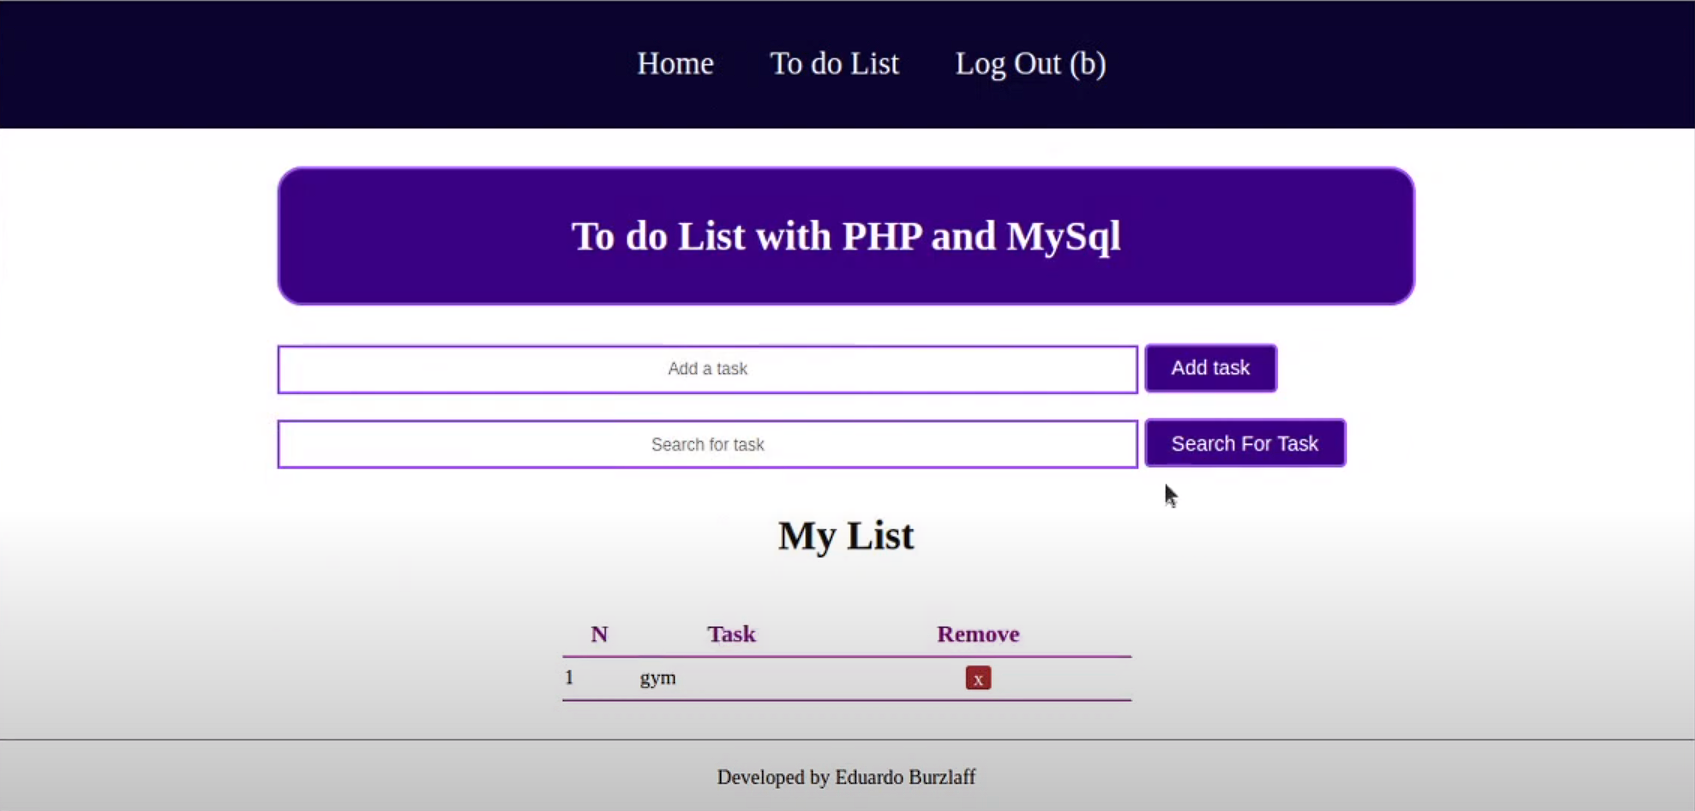 Home To do List Log Out (b)
To do List with PHP and MySql
Add a task Add task
Search for task Search For Task
My List
N Task Remove
1 gym x
Developed by Eduardo Burzlaff